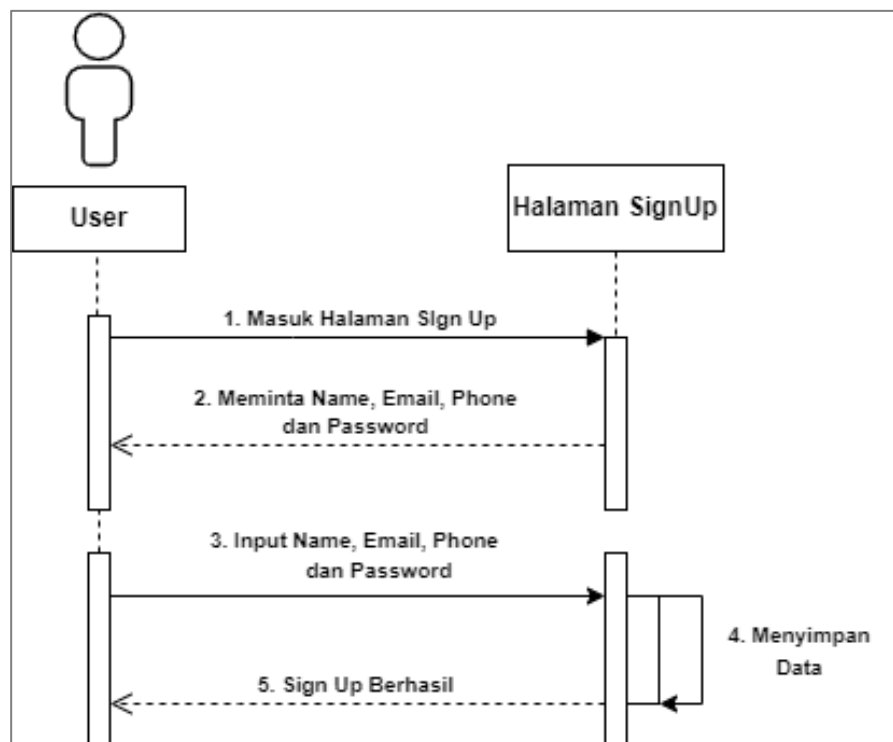 User
Halaman SignUp
1. Masuk Halaman SIgn Up
2. Meminta Name, Email, Phone
dan Password
3. Input Name, Email, Phone
dan Password
4. Menyimpan
Data
5. Sign Up Berhasil